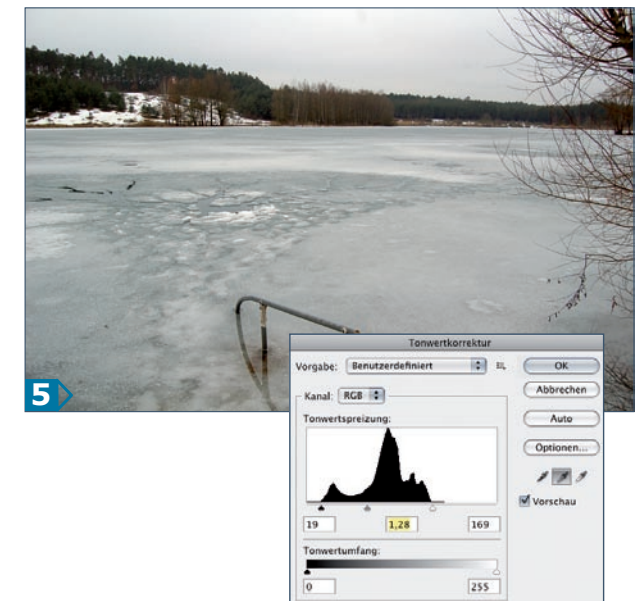 5
Tonwertkorrektur
Vorgabe: Benutzerdefiniert OK
Abbrechen
Kanal: RGB Auto
Tonwertspreizung: Optionen...
Vorschau
19 1,28 169
Tonwertumfang:
0 255